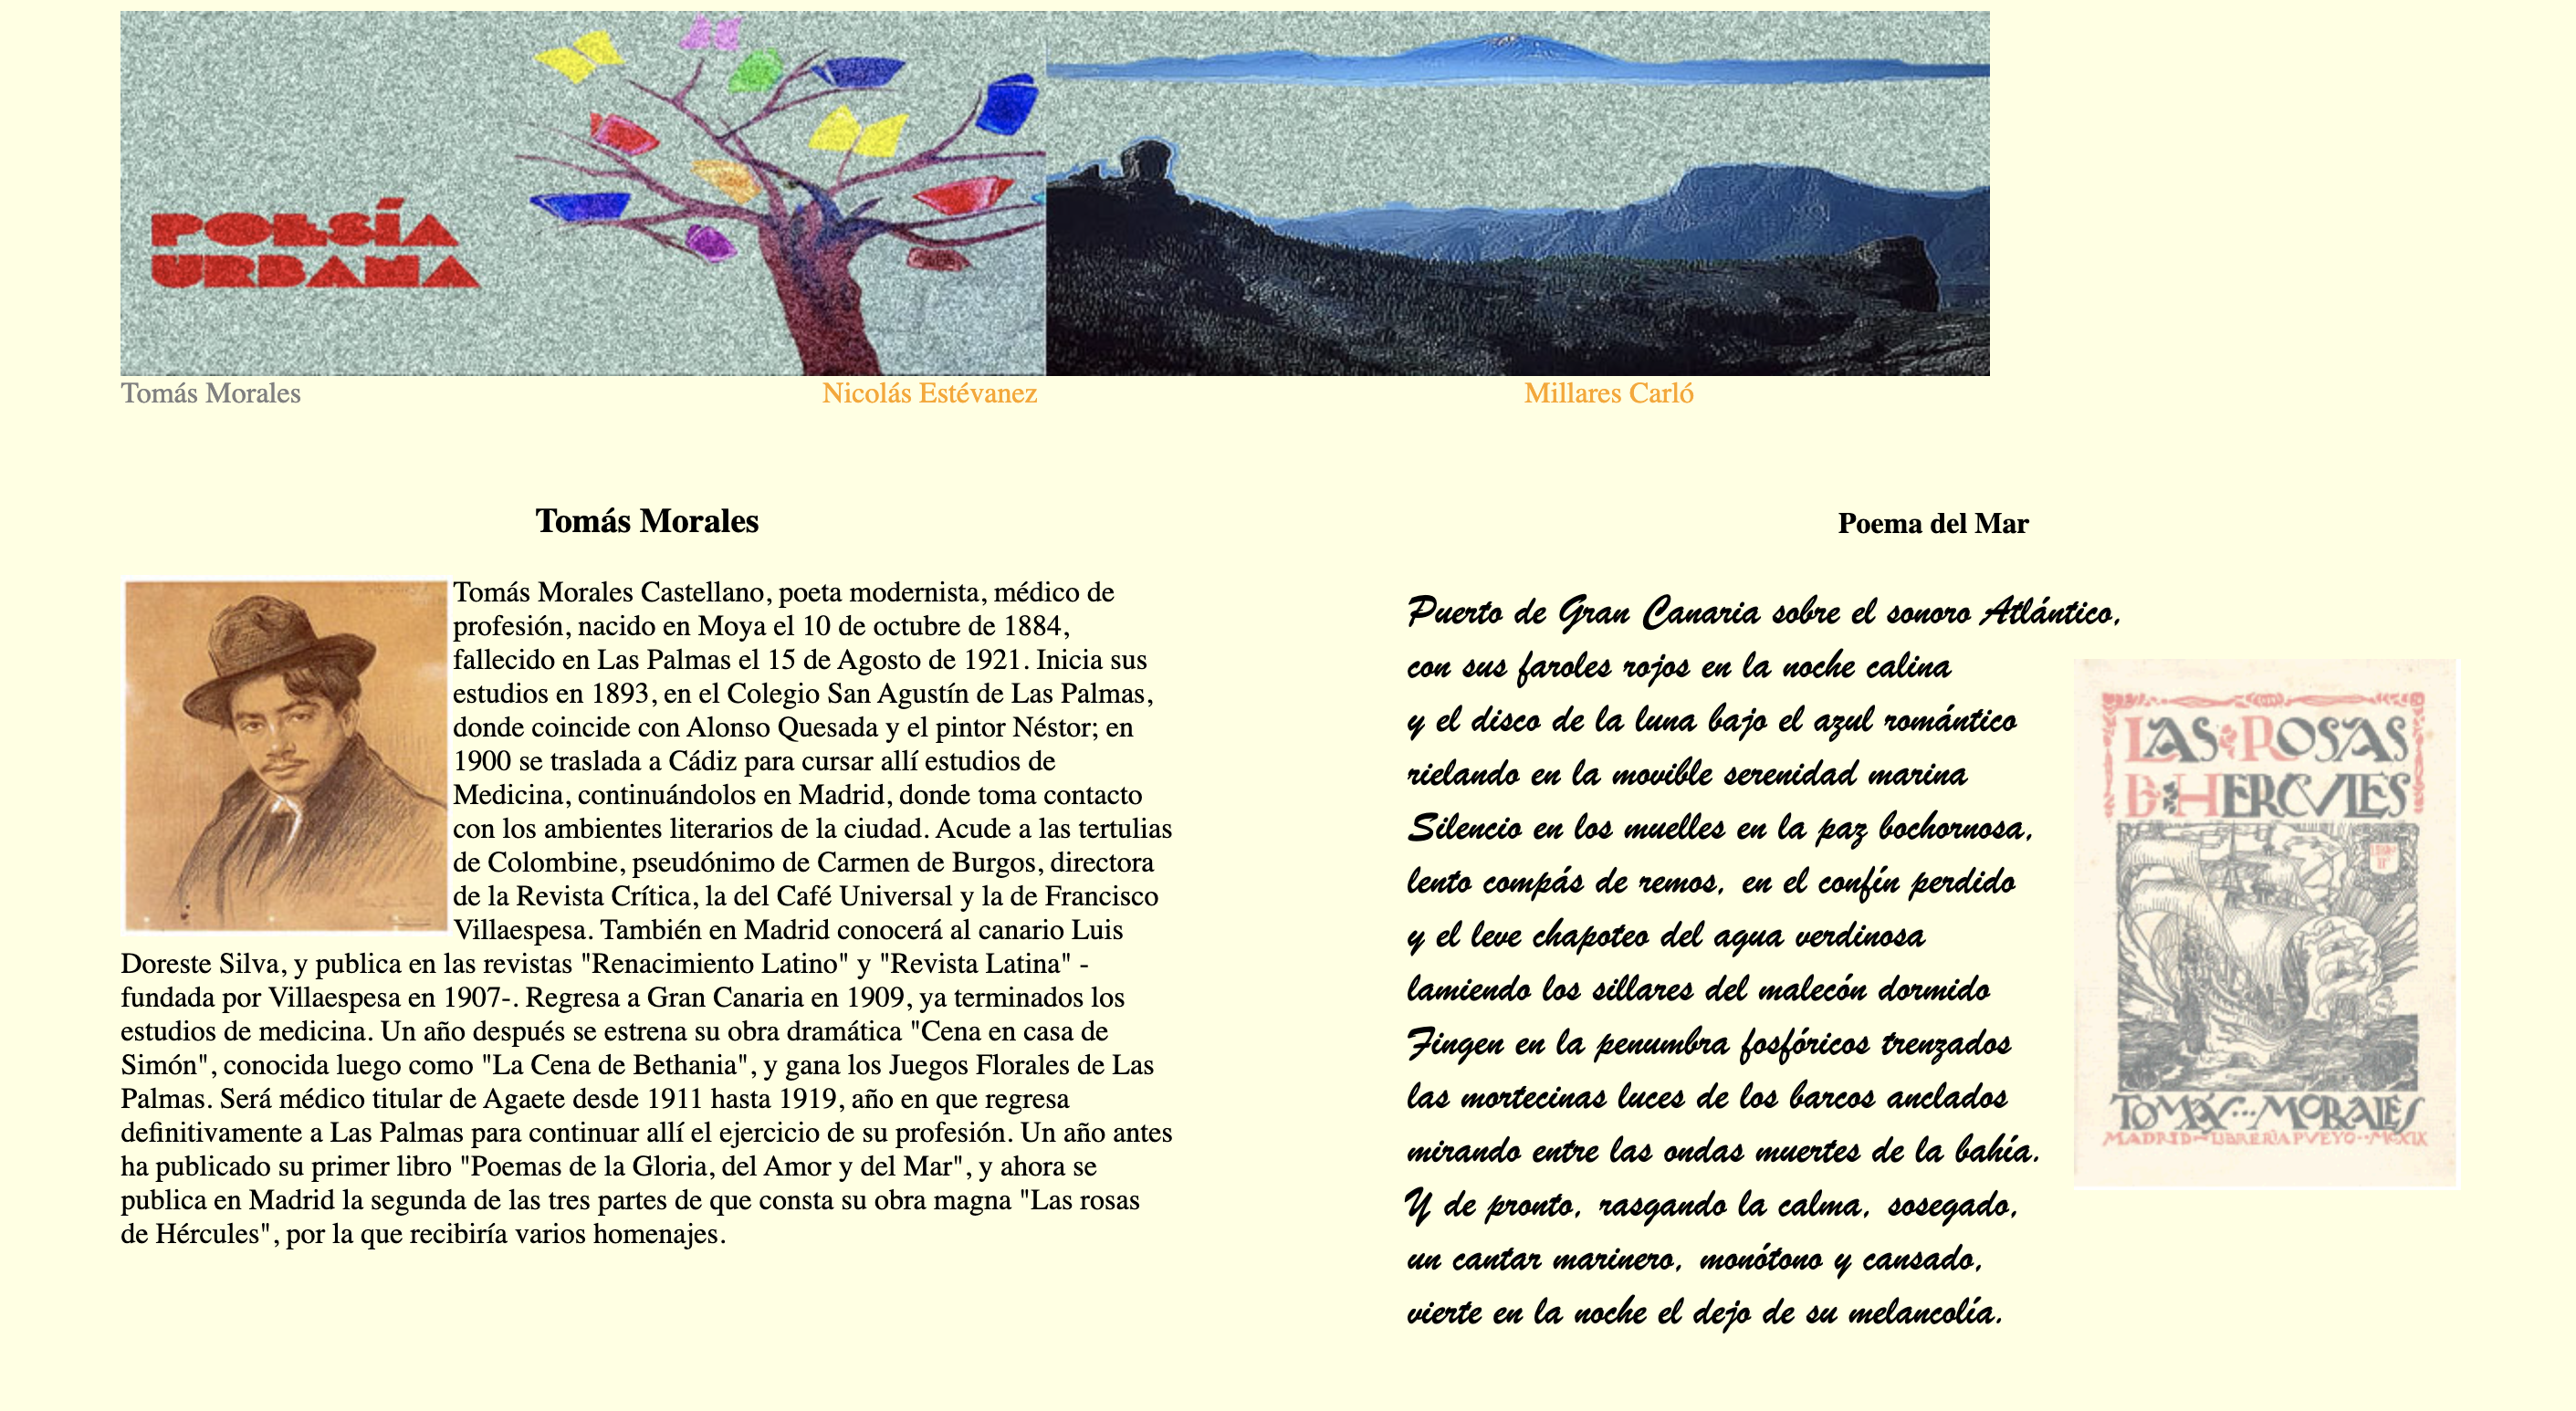 POESÍA
URBANA
Tomás Morales
Nicolás Estévanez
Millares Carló
Tomás Morales
Tomás Morales Castellano, poeta modernista, médico de
profesión, nacido en Moya el 10 de octubre de 1884,
fallecido en Las Palmas el 15 de Agosto de 1921. Inicia sus
estudios en 1893, en el Colegio San Agustín de Las Palmas,
donde coincide con Alonso Quesada y el pintor Néstor; en
1900 se traslada a Cádiz para cursar allí estudios de
Medicina, continuándolos en Madrid, donde toma contacto
con los ambientes literarios de la ciudad. Acude a las tertulias
de Colombine, pseudónimo de Carmen de Burgos, directora
de la Revista Crítica, la del Café Universal y la de Francisco
Villaespesa. También en Madrid conocerá al canario Luis
Doreste Silva, y publica en las revistas "Renacimiento Latino" y "Revista Latina" -
fundada por Villaespesa en 1907-. Regresa a Gran Canaria en 1909, ya terminados los
estudios de medicina. Un año después se estrena su obra dramática "Cena en casa de
Simón", conocida luego como "La Cena de Bethania", y gana los Juegos Florales de Las
Palmas. Será médico titular de Agaete desde 1911 hasta 1919, año en que regresa
definitivamente a Las Palmas para continuar allí el ejercicio de su profesión. Un año antes
ha publicado su primer libro "Poemas de la Gloria, del Amor y del Mar", y ahora se
publica en Madrid la segunda de las tres partes de que consta su obra magna "Las rosas
de Hércules", por la que recibiría varios homenajes.
Poema del Mar
Puerto de Gran Canaria sobre el sonoro Atlántico,
con sus faroles rojos en la noche calina
y el disco de la luna bajo el azul romántico
rielando en la movible serenidad marina
Silencio en los muelles en la paz bochornosa,
lento compás de remos, en el confín perdido
y el leve chapoteo del agua verdinosa
lamiendo los sillares del malecón dormido
Fingen en la penumbra fosfóricos trenzados
las mortecinas luces de los barcos anclados
mirando entre las ondas muertes de la bahía.
Y de pronto, rasgando la calma, sosegado,
un cantar marinero, monótono y cansado,
vierte en la noche el dejo de su melancolía.
LAS ROSAS
DE HERCVLES
TOMÁS MORALES
MADRID LIBRERIA PVEYO MCXIX